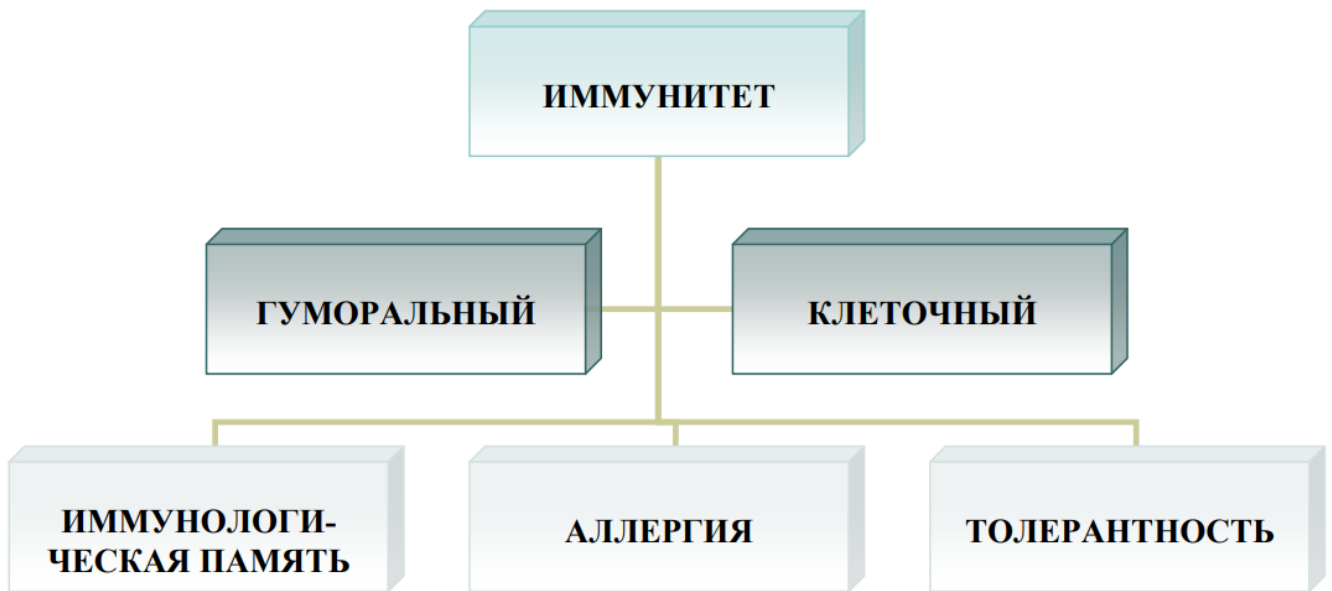 ИММУНИТЕТ
ГУМОРАЛЬНЫЙ
КЛЕТОЧНЫЙ
ИММУНОЛОГИ-
ЧЕСКАЯ ПАМЯТЬ
АЛЛЕРГИЯ
ТОЛЕРАНТНОСТЬ